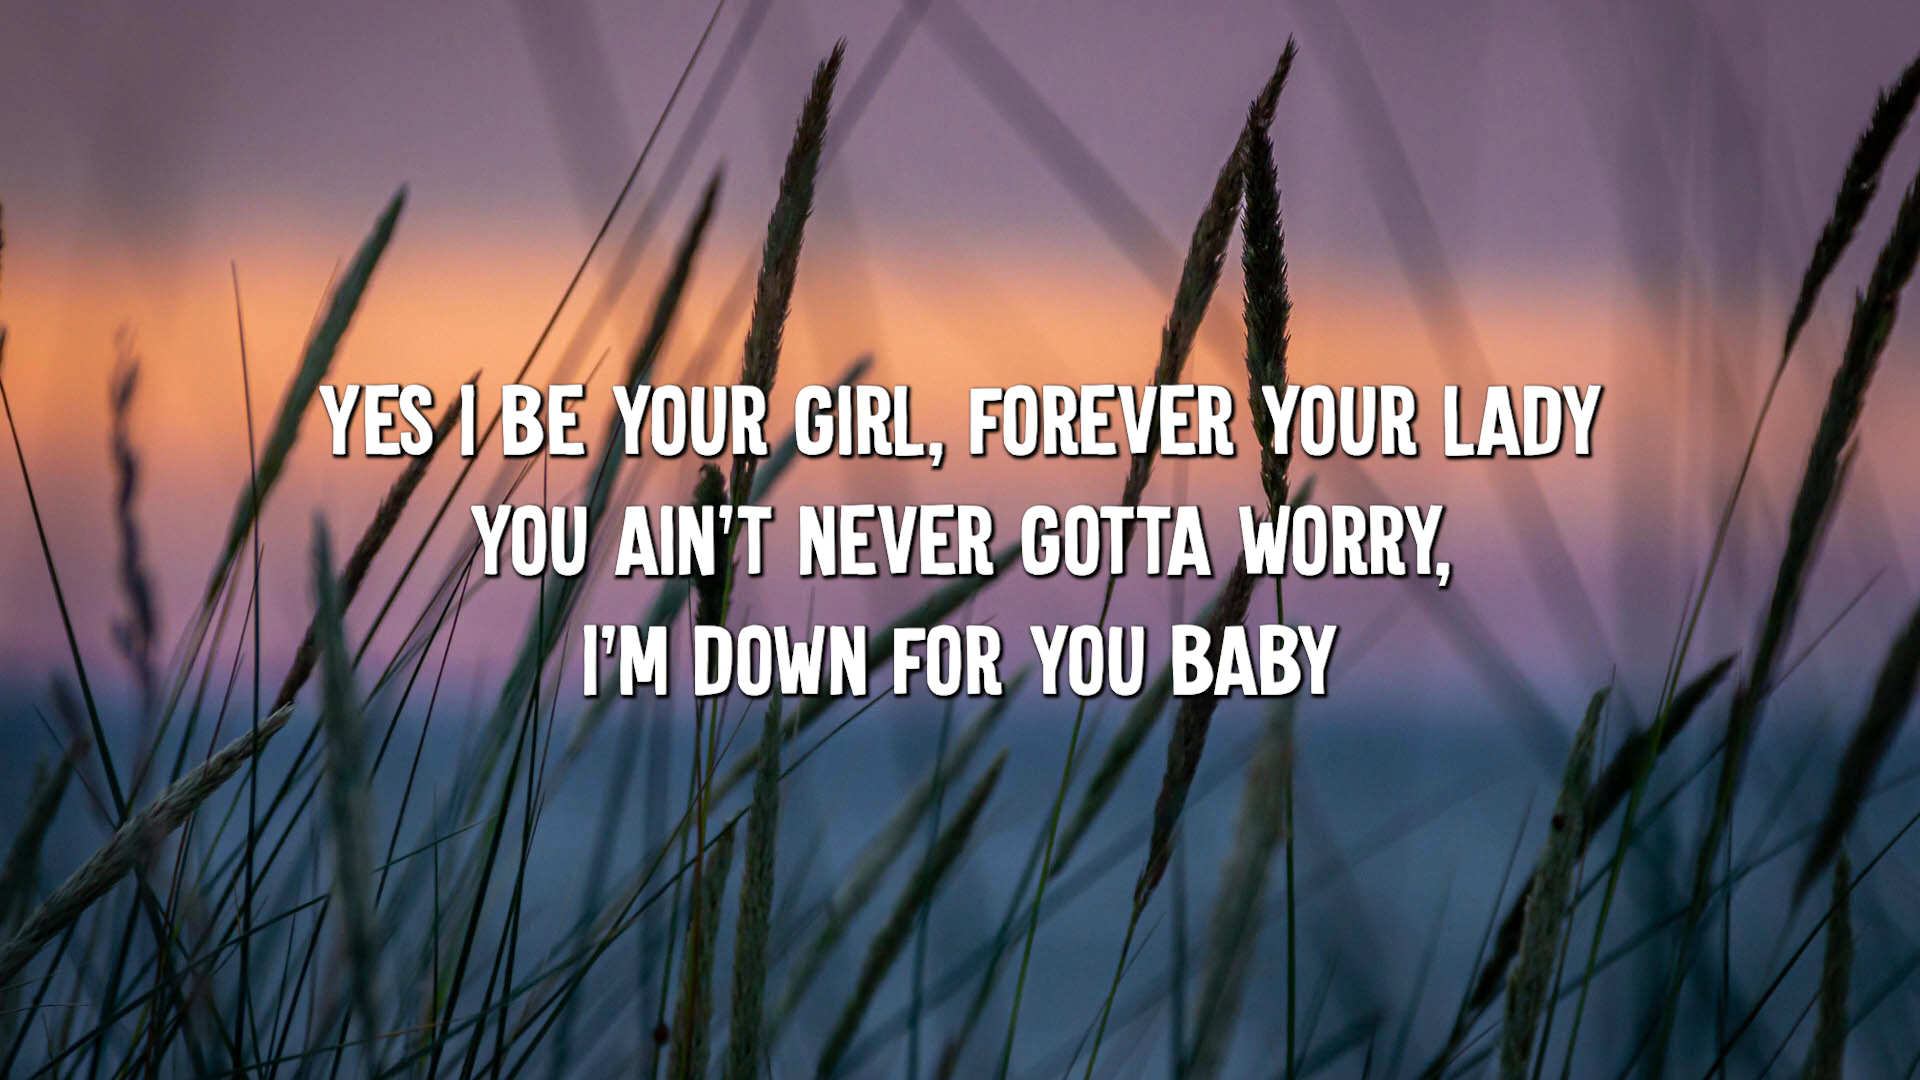 YES I BE YOUR GIRL, FOREVER YOUR LADY
YOU AIN'T NEVER GOTTA WORRY,
I'M DOWN FOR YOU BABY